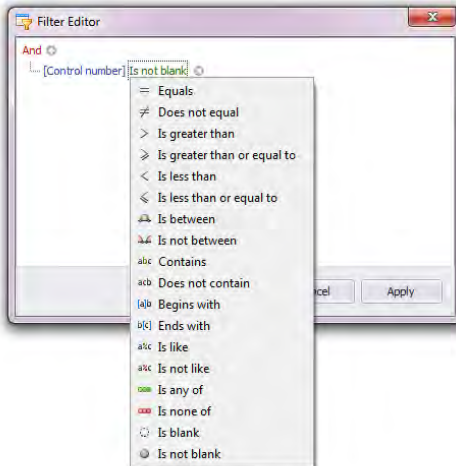 Filter Editor
And
[Control number] Is not blank
= Equals
≠ Does not equal
> Is greater than
⩾ Is greater than or equal to
< Is less than
⩽ Is less than or equal to
Is between
Is not between
abc Contains
acb Does not contain
[a]b Begins with
b[c] Ends with
a%c Is like
a%c Is not like
Is any of
Is none of
Is blank
Is not blank
Apply